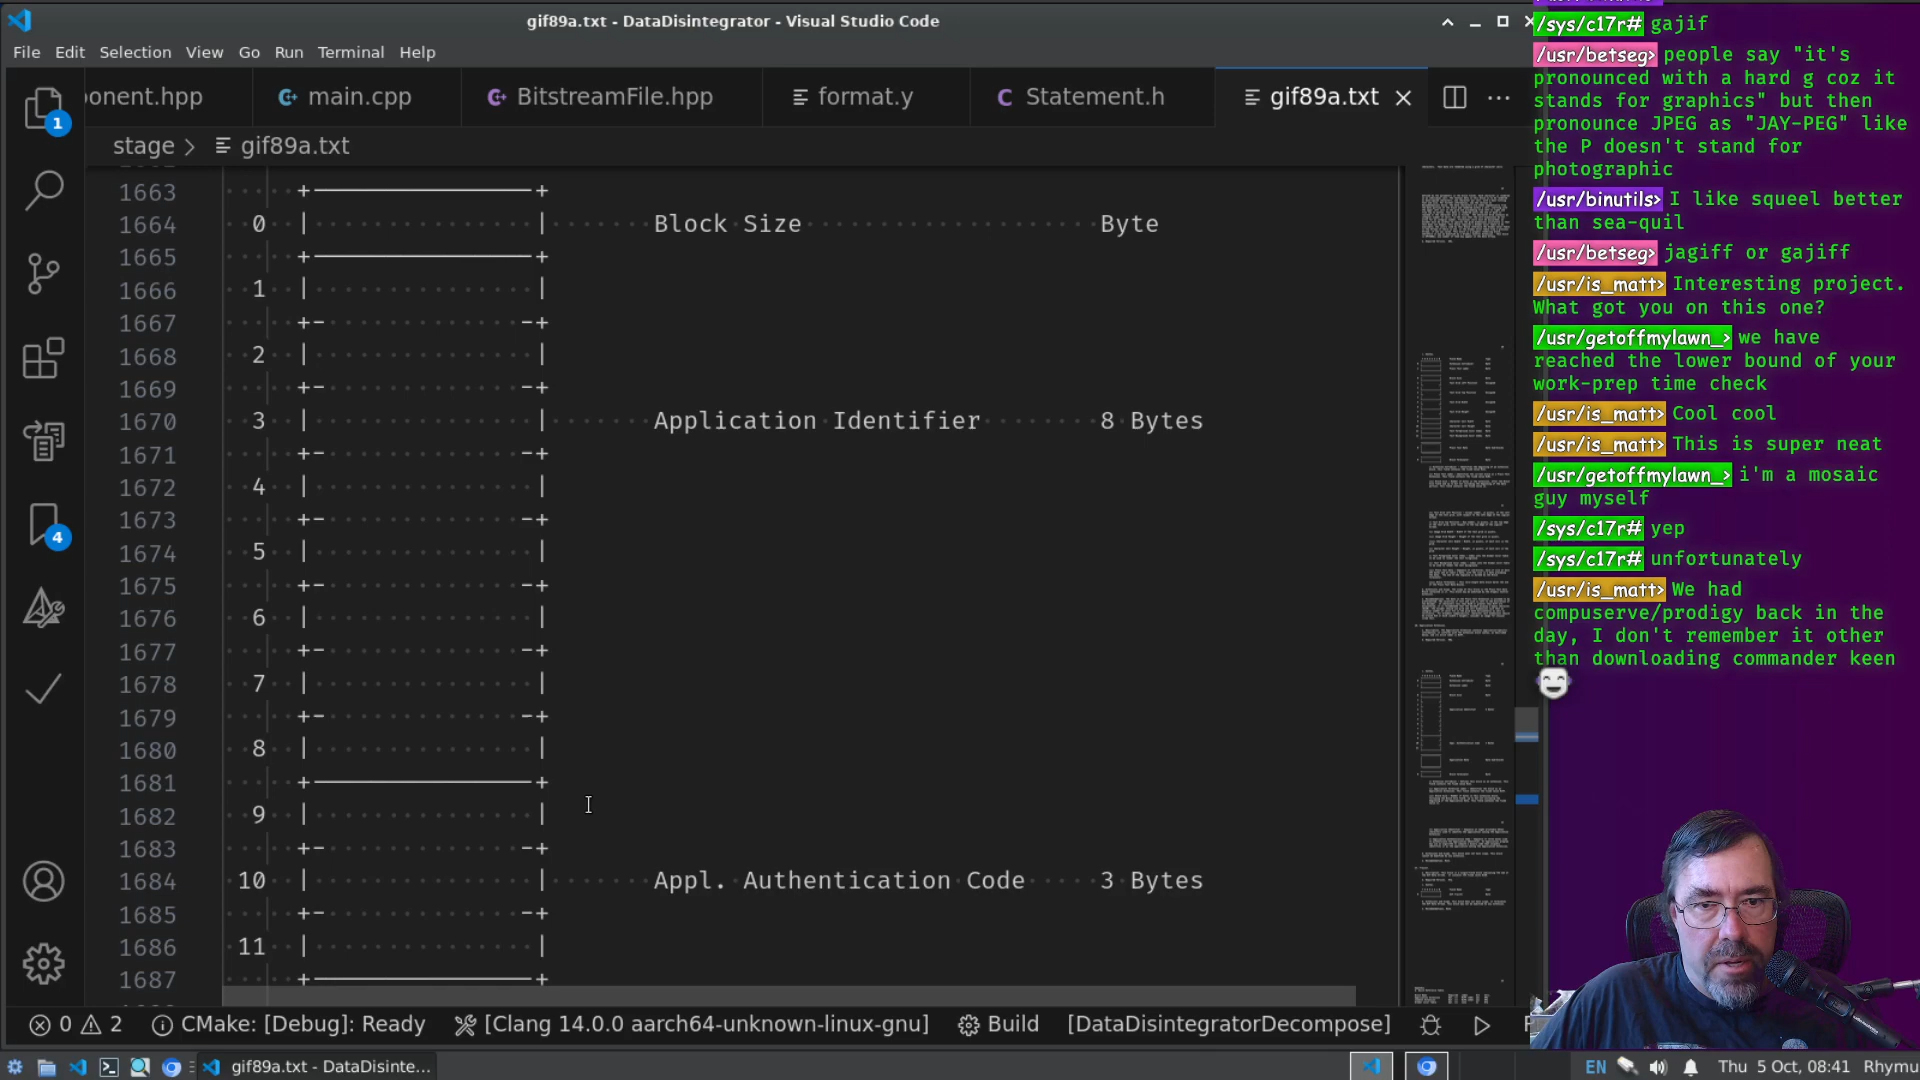 gif89a.txt - DataDisintegrator - Visual Studio Code
File Edit Selection View Go Run Terminal Help
ponent.hpp main.cpp BitstreamFile.hpp format.y Statement.h gif89a.txt
stage > gif89a.txt
1663
1664 0 Block Size Byte
1665
1666 1
1667
1668 2
1669
1670 3 Application Identifier 8 Bytes
1671
1672 4
1673
1674 5
1675
1676 6
1677
1678 7
1679
1680 8
1681
1682 9
1683
1684 10 Appl. Authentication Code 3 Bytes
1685
1686 11
1687
1
4
0 2 CMake: [Debug]: Ready [Clang 14.0.0 aarch64-unknown-linux-gnu] Build [DataDisintegratorDecompose]
gif89a.txt - DataDisinte...
EN Thu 5 Oct, 08:41 Rhymu
/sys/c17r# gajif
/usr/betseg> people say "it's
pronounced with a hard g coz it
stands for graphics" but then
pronounce JPEG as "JAY-PEG" like
the P doesn't stand for
photographic
/usr/binutils> I like squeel better
than sea-quil
/usr/betseg> jagiff or gajiff
/usr/is_matt> Interesting project.
What got you on this one?
/usr/getoffmylawn_> we have
reached the lower bound of your
work-prep time check
/usr/is_matt> Cool cool
/usr/is_matt> This is super neat
/usr/getoffmylawn_> i'm a mosaic
guy myself
/sys/c17r# yep
/sys/c17r# unfortunately
/usr/is_matt> We had
compuserve/prodigy back in the
day, I don't remember it other
than downloading commander keen